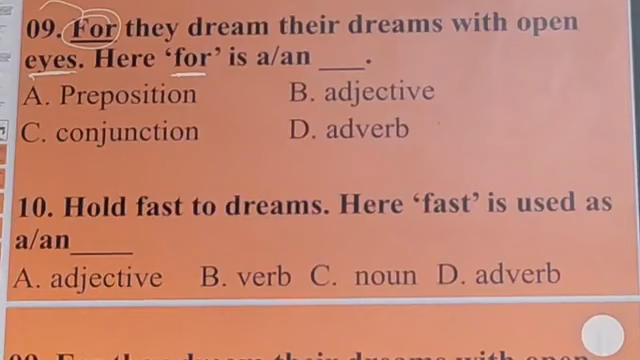 09. For they dream their dreams with open
eyes. Here ‘for’ is a/an ___.
A. Preposition B. adjective
C. conjunction D. adverb
10. Hold fast to dreams. Here ‘fast’ is used as
a/an_____
A. adjective B. verb C. noun D. adverb